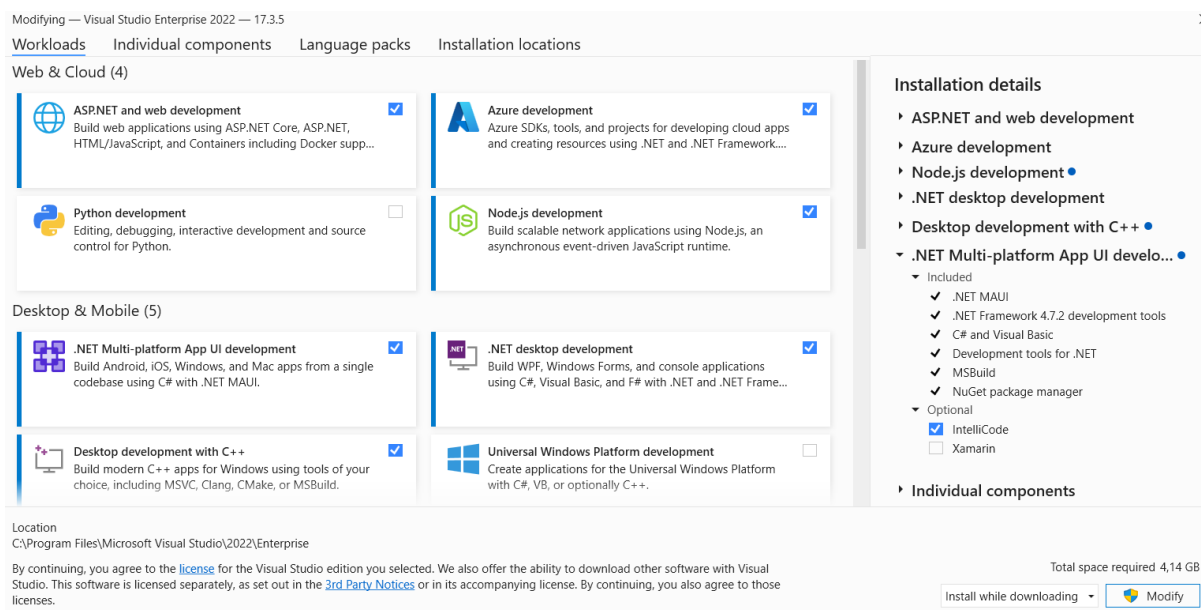 Modifying — Visual Studio Enterprise 2022 — 17.3.5
Workloads
Individual components
Language packs
Installation locations
Web & Cloud (4)
ASP.NET and web development
Build web applications using ASP.NET Core, ASP.NET,
HTML/JavaScript, and Containers including Docker supp...
Azure development
Azure SDKs, tools, and projects for developing cloud apps
and creating resources using .NET and .NET Framework....
Python development
Editing, debugging, interactive development and source
control for Python.
Node.js development
Build scalable network applications using Node.js, an
asynchronous event-driven JavaScript runtime.
Desktop & Mobile (5)
.NET Multi-platform App UI development
Build Android, iOS, Windows, and Mac apps from a single
codebase using C# with .NET MAUI.
.NET
.NET desktop development
Build WPF, Windows Forms, and console applications
using C#, Visual Basic, and F# with .NET and .NET Frame...
Desktop development with C++
Build modern C++ apps for Windows using tools of your
choice, including MSVC, Clang, CMake, or MSBuild.
Universal Windows Platform development
Create applications for the Universal Windows Platform
with C#, VB, or optionally C++.
Installation details
ASP.NET and web development
Azure development
Node.js development
.NET desktop development
Desktop development with C++
.NET Multi-platform App UI develo...
Included
.NET MAUI
.NET Framework 4.7.2 development tools
C# and Visual Basic
Development tools for .NET
MSBuild
NuGet package manager
Optional
IntelliCode
Xamarin
Individual components
Location
C:\Program Files\Microsoft Visual Studio\2022\Enterprise
By continuing, you agree to the license for the Visual Studio edition you selected. We also offer the ability to download other software with Visual
Studio. This software is licensed separately, as set out in the 3rd Party Notices or in its accompanying license. By continuing, you also agree to those
licenses.
Total space required 4,14 GB
Install while downloading
Modify